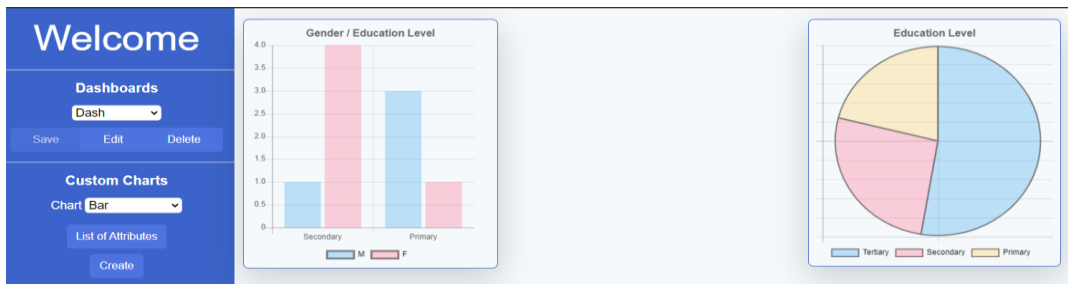 Welcome
Dashboards
Dash
Save Edit Delete
Custom Charts
Chart Bar
List of Attributes
Create
Gender / Education Level
4.0
3.5
3.0
2.5
2.0
1.5
1.0
0.5
0
Secondary Primary
M F
Education Level
Tertiary Secondary Primary